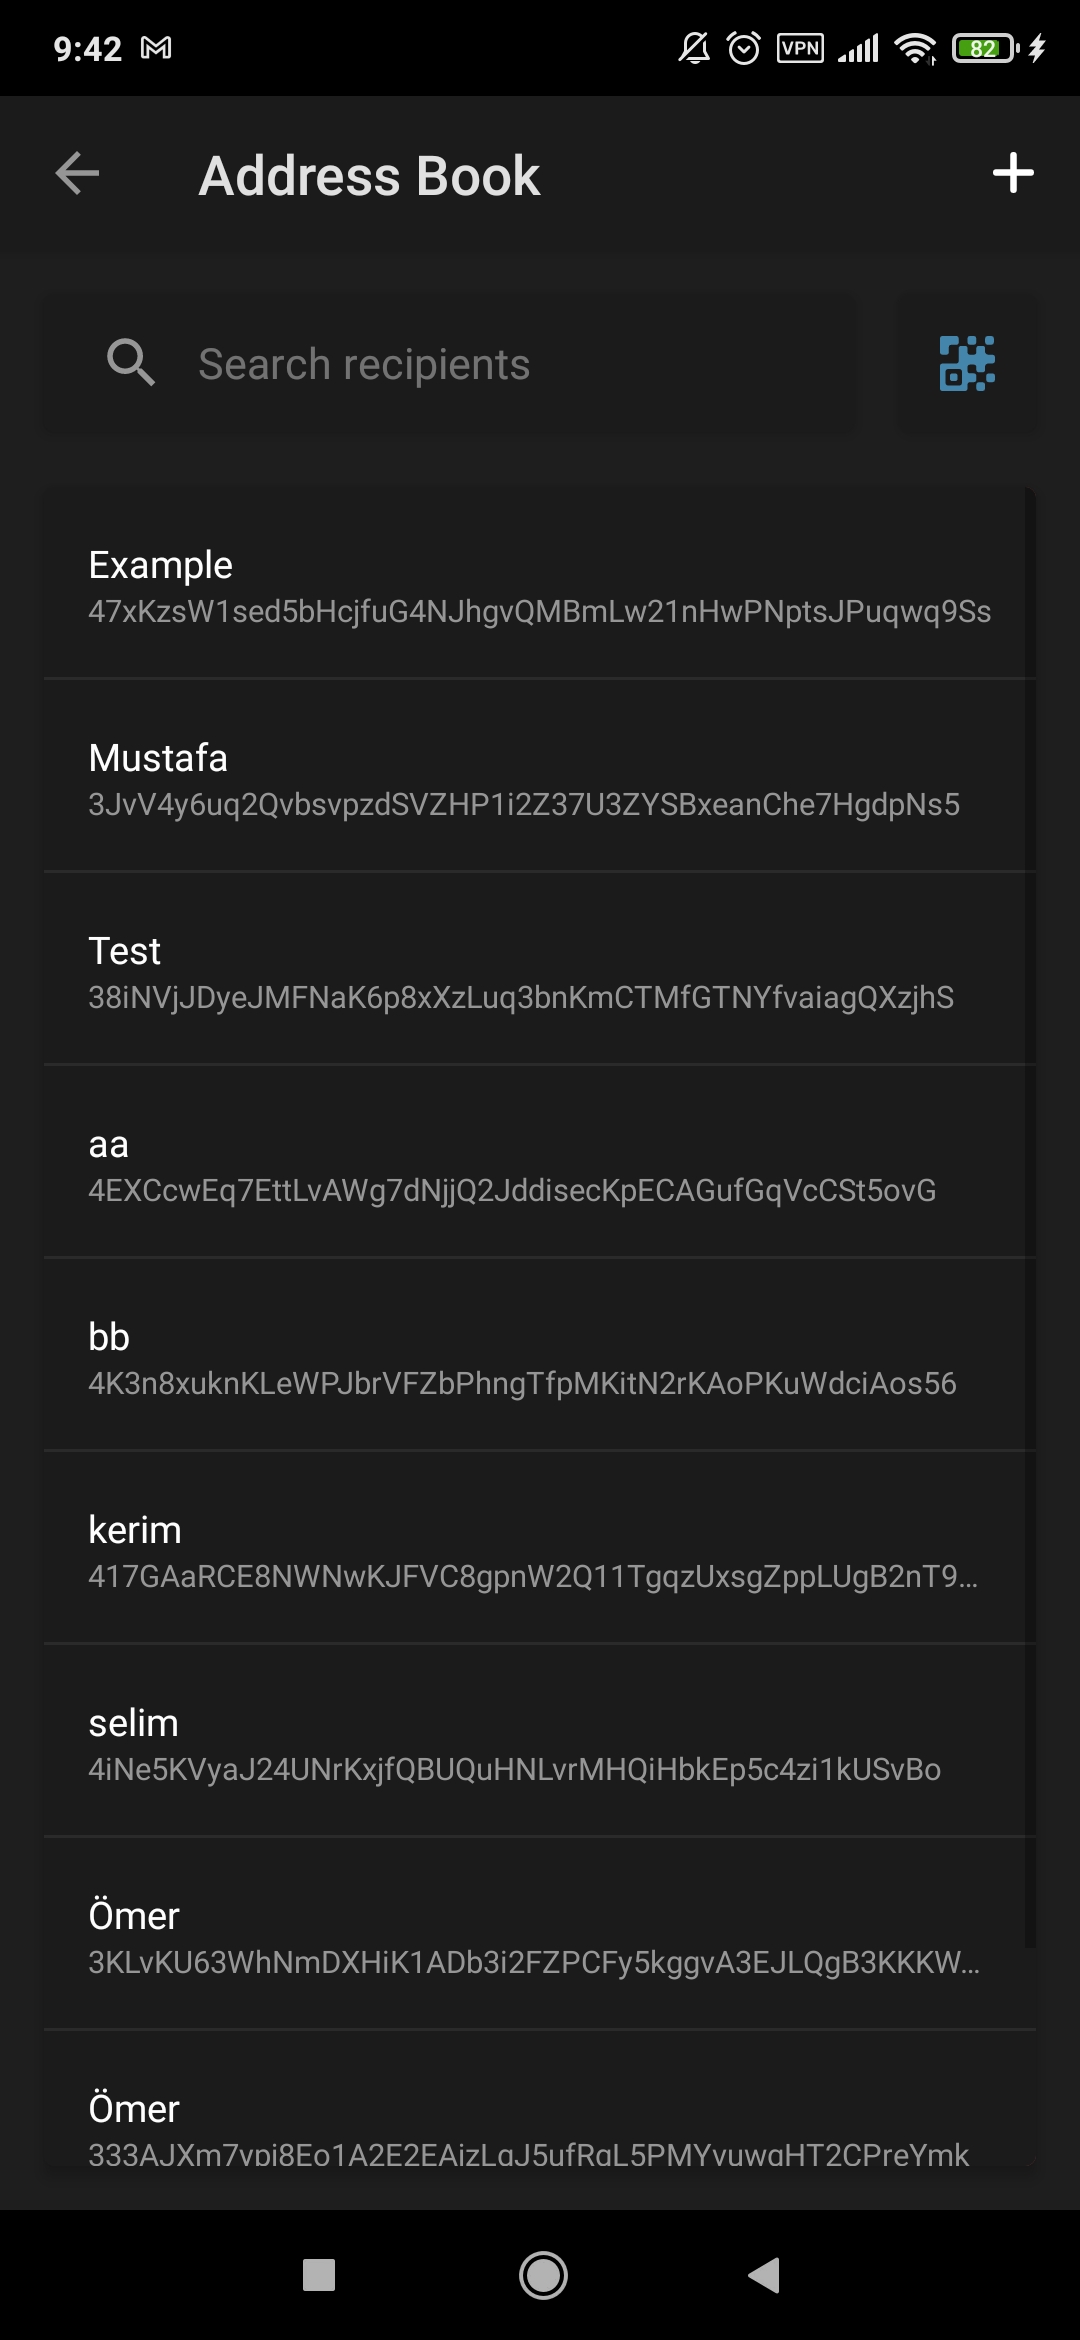 9:42
VPN
82
Address Book
Search recipients
Example
47xKzsW1sed5bHcjfuG4NJhgvQMBmLw21nHwPNptsJPuqwq9Ss
Mustafa
3JvV4y6uq2QvbsvpzdSVZHP1i2Z37U3ZYSBxeanChe7HgdpNs5
Test
38iNVjJDyeJMFNaK6p8xXzLuq3bnKmCTMfGTNYfvaiagQXzjhS
aa
4EXCcwEq7EttLvAWg7dNjjQ2JddisecKpECAGufGqVcCSt5ovG
bb
4K3n8xuknKLeWPJbrVFZbPhngTfpMKitN2rKAoPKuWdciAos56
kerim
417GAaRCE8NWNwKJFVC8gpnW2Q11TgqzUxsgZppLUgB2nT9...
selim
4iNe5KVyaJ24UNrKxjfQBUQuHNLvrMHQiHbkEp5c4zi1kUSvBo
Ömer
3KLvKU63WhNmDXHiK1ADb3i2FZPCFy5kggvA3EJLQgB3KKKW...
Ömer
333AJXm7vpi8Eo1A2E2EAizLgJ5ufRgL5PMYvuwgHT2CPreYmk